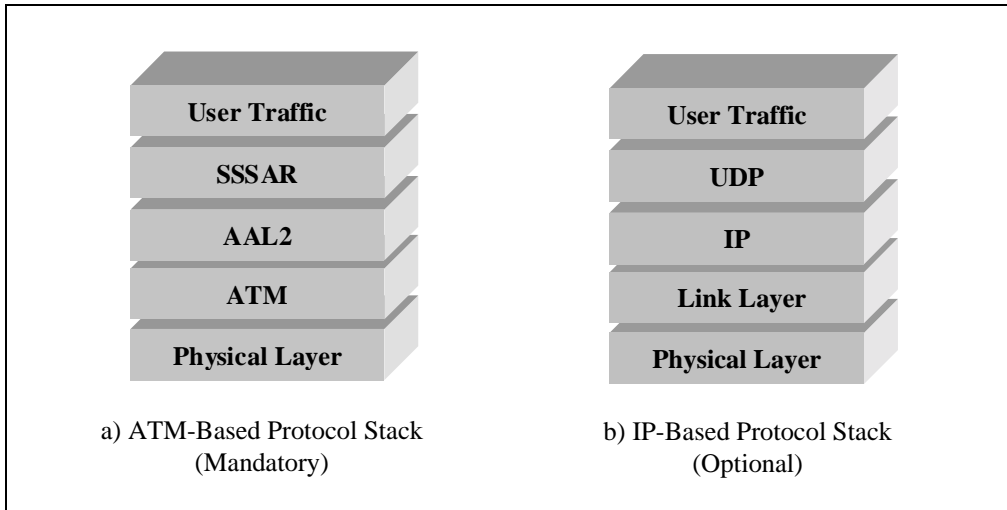 User Traffic
SSSAR
AAL2
ATM
Physical Layer
a) ATM-Based Protocol Stack
(Mandatory)
User Traffic
UDP
IP
Link Layer
Physical Layer
b) IP-Based Protocol Stack
(Optional)